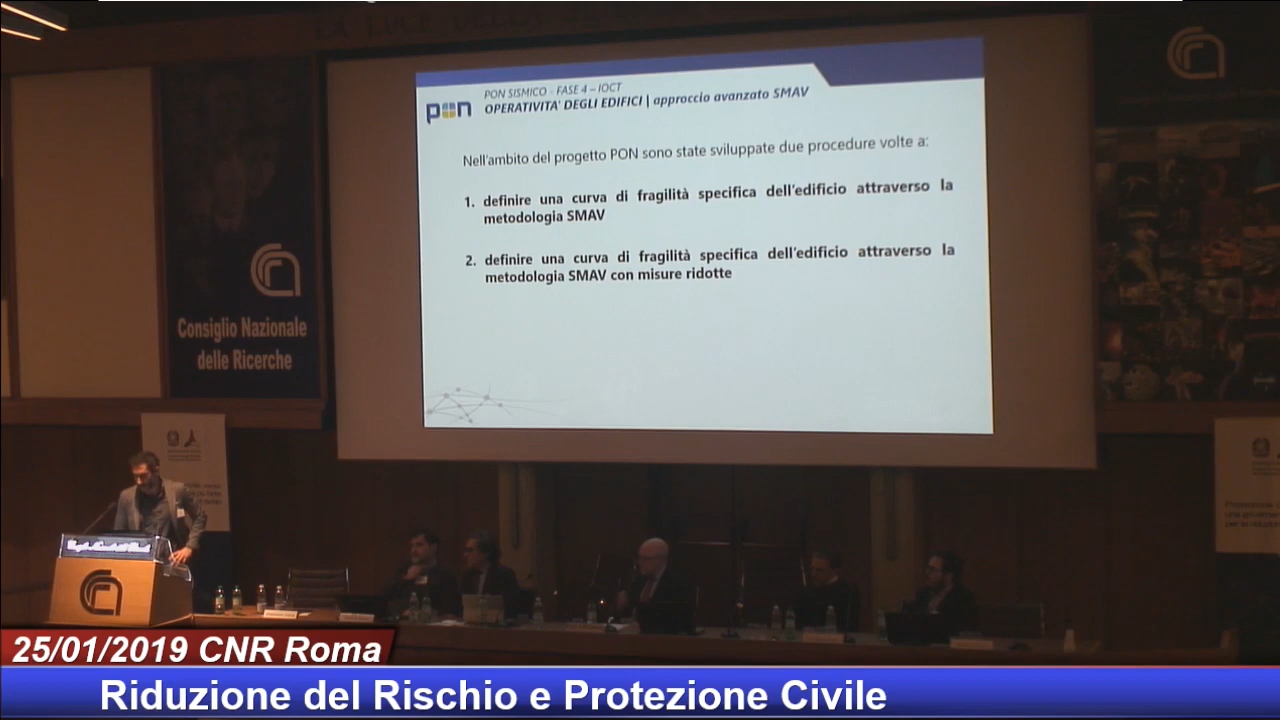 PON SISMICO - FASE 4 – IOCT
pon
OPERATIVITA' DEGLI EDIFICI | approccio avanzato SMAV
Nell'ambito del progetto PON sono state sviluppate due procedure volte a:
1. definire una curva di fragilità specifica dell'edificio attraverso la
metodologia SMAV
2. definire una curva di fragilità specifica dell'edificio attraverso la
metodologia SMAV con misure ridotte
Consiglio Nazionale
delle Ricerche
25/01/2019 CNR Roma
Riduzione del Rischio e Protezione Civile